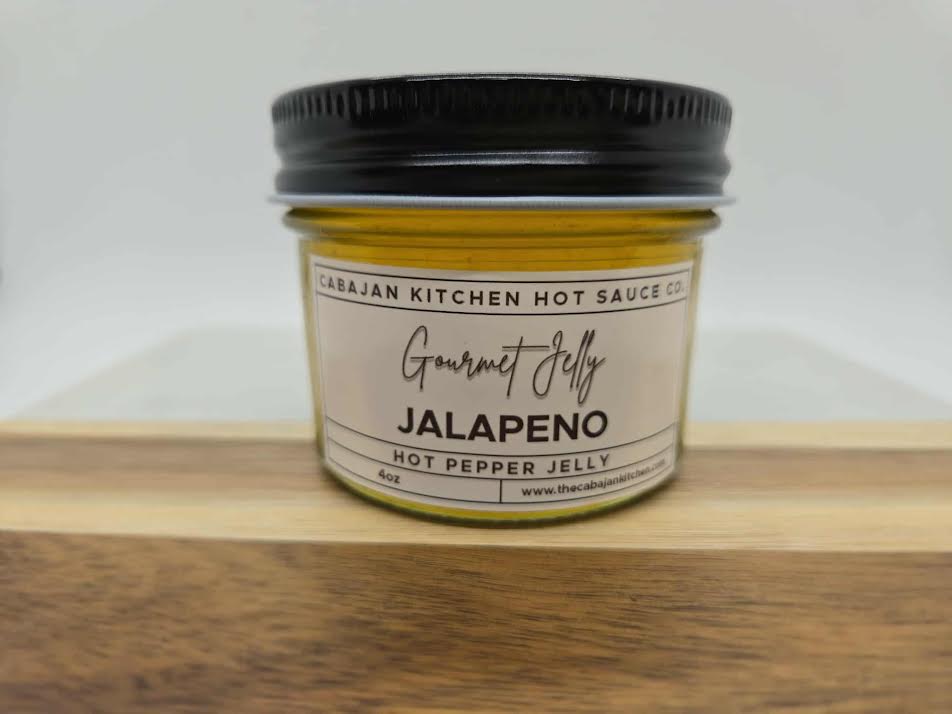 CABAJAN KITCHEN HOT SAUCE CO.
Gourmet Jelly
JALAPENO
HOT PEPPER JELLY
4oz
www.thecabajankitchen.com